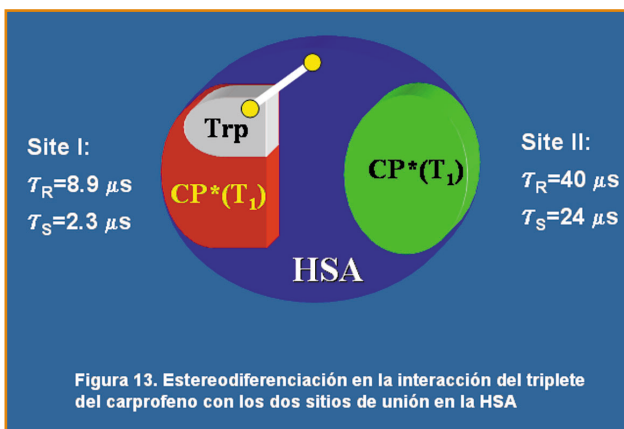 Site I:
τR=8.9 μs
τS=2.3 μs
Trp
CP*(T1)
CP*(T1)
HSA
Site II:
τR=40 μs
τS=24 μs
Figura 13. Estereodiferenciación en la interacción del triplete
del carprofeno con los dos sitios de unión en la HSA